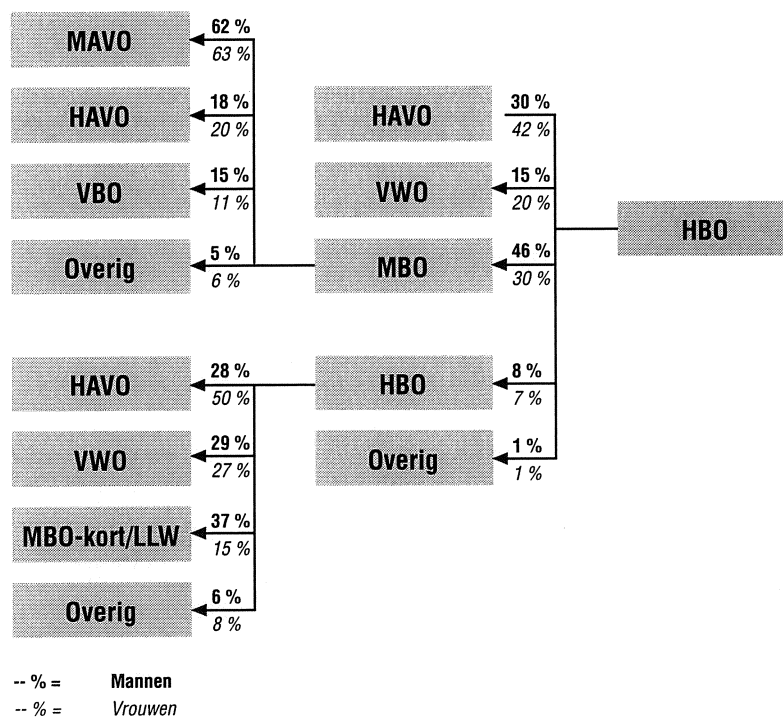 MAVO
62 %
63 %
HAVO
18 %
20 %
VBO
15 %
11 %
Overig
5 %
6 %
HAVO
30 %
42 %
VWO
15 %
20 %
MBO
46 %
30 %
HBO
HAVO
28 %
50 %
VWO
29 %
27 %
MBO-kort/LLW
37 %
15 %
Overig
6 %
8 %
HBO
8 %
7 %
Overig
1 %
1 %
-- % = Mannen
-- % = Vrouwen